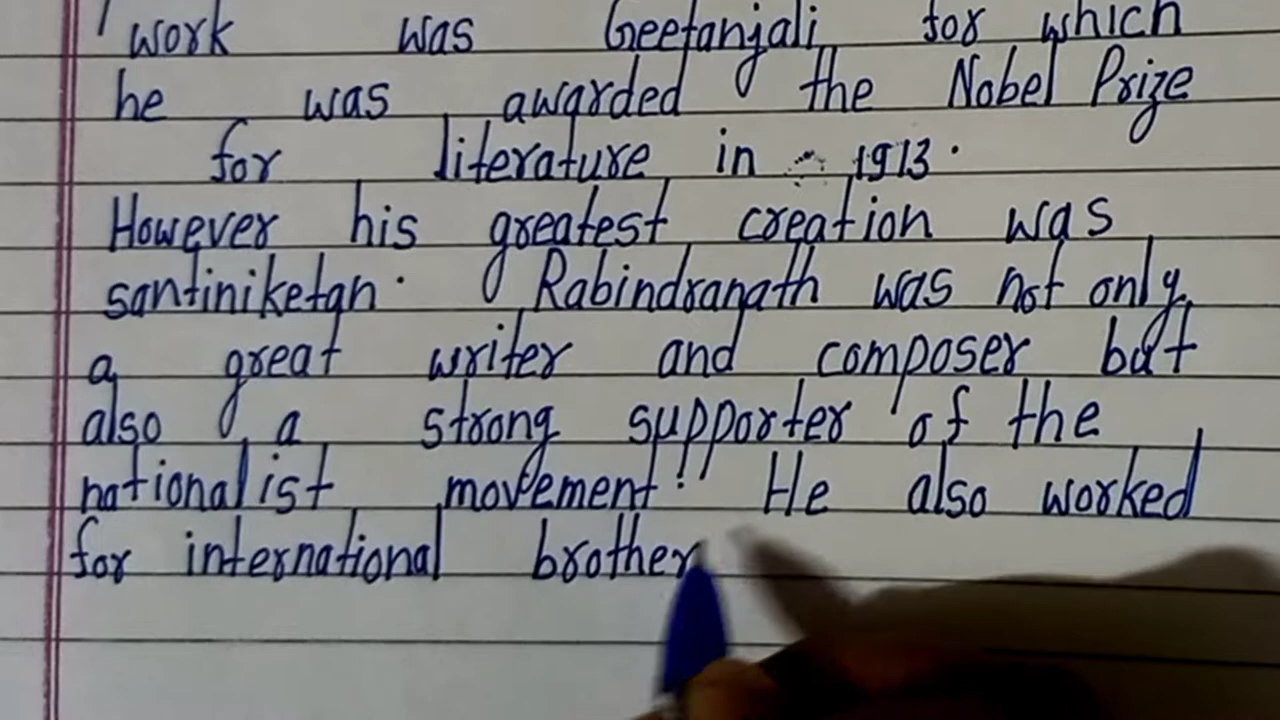 work was Geetanjali for which
he was awarded the Nobel Prize
for literature in 1913.
However his greatest creation was
santiniketan. Rabindranath was not only
a great writer and composer but
also a strong supporter of the
nationalist movement. He also worked
for international brother